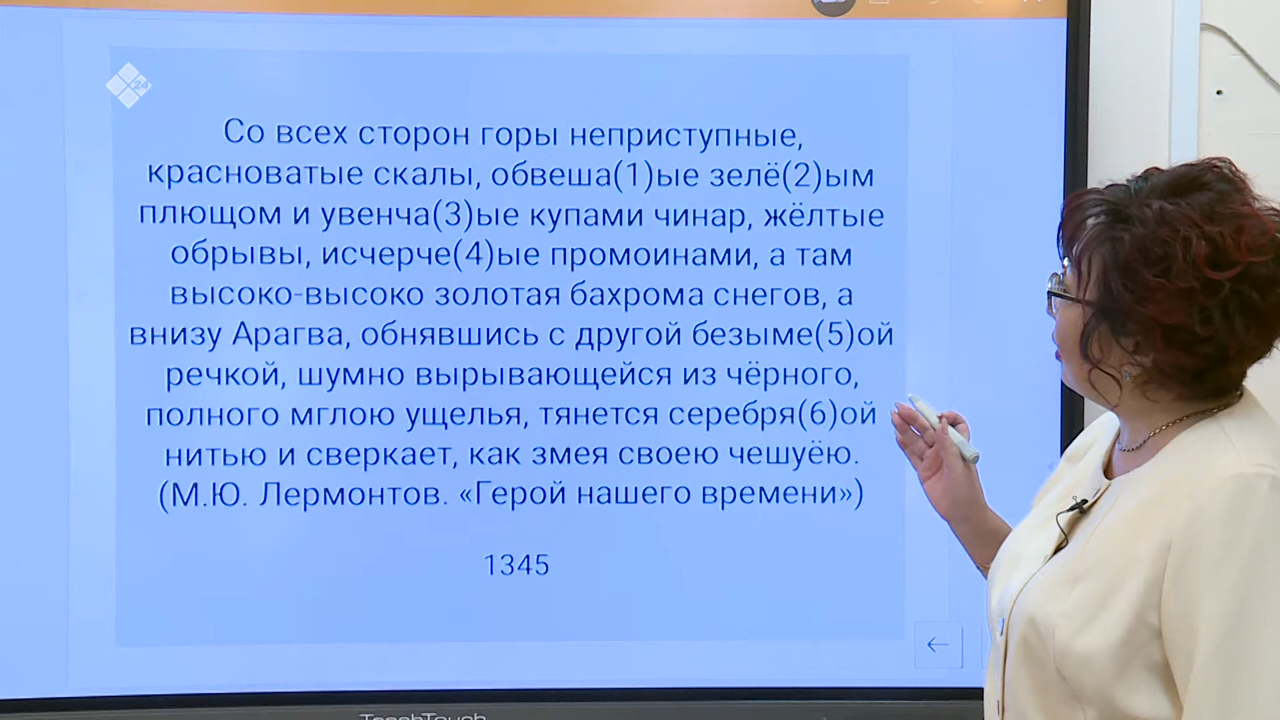 24
Со всех сторон горы неприступные,
красноватые скалы, обвеша(1)ые зелё(2)ым
плющом и увенча(3)ые купами чинар, жёлтые
обрывы, исчерче(4)ые промоинами, а там
высоко-высоко золотая бахрома снегов, а
внизу Арагва, обнявшись с другой безыме(5)ой
речкой, шумно вырывающейся из чёрного,
полного мглою ущелья, тянется серебря(6)ой
нитью и сверкает, как змея своею чешуёю.
(М.Ю. Лермонтов. «Герой нашего времени»)
1345
TeachTouch